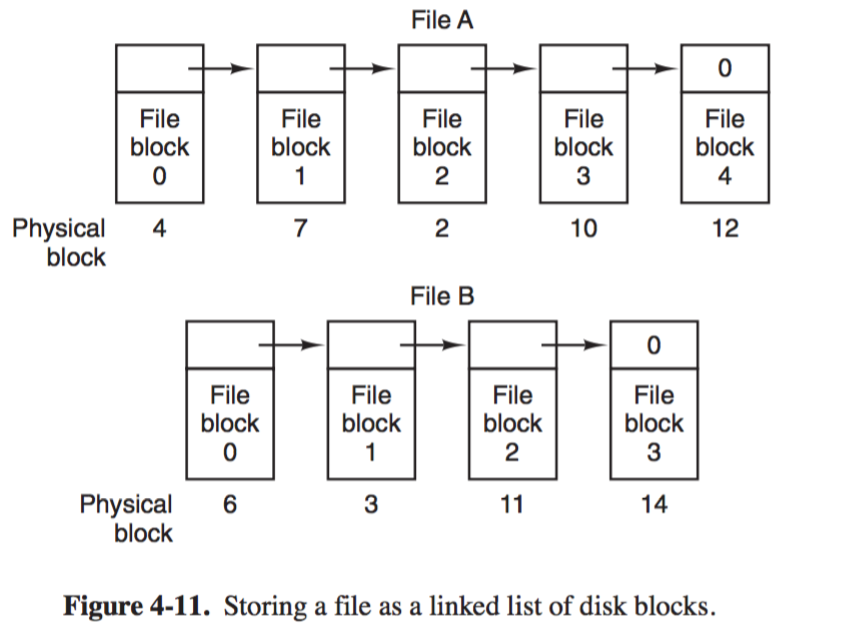 File A
0
File File File File File
block block block block block
0 1 2 3 4
Physical 4 7 2 10 12
block
File B
0
File File File File
block block block block
0 1 2 3
Physical 6 3 11 14
block
Figure 4-11. Storing a file as a linked list of disk blocks.